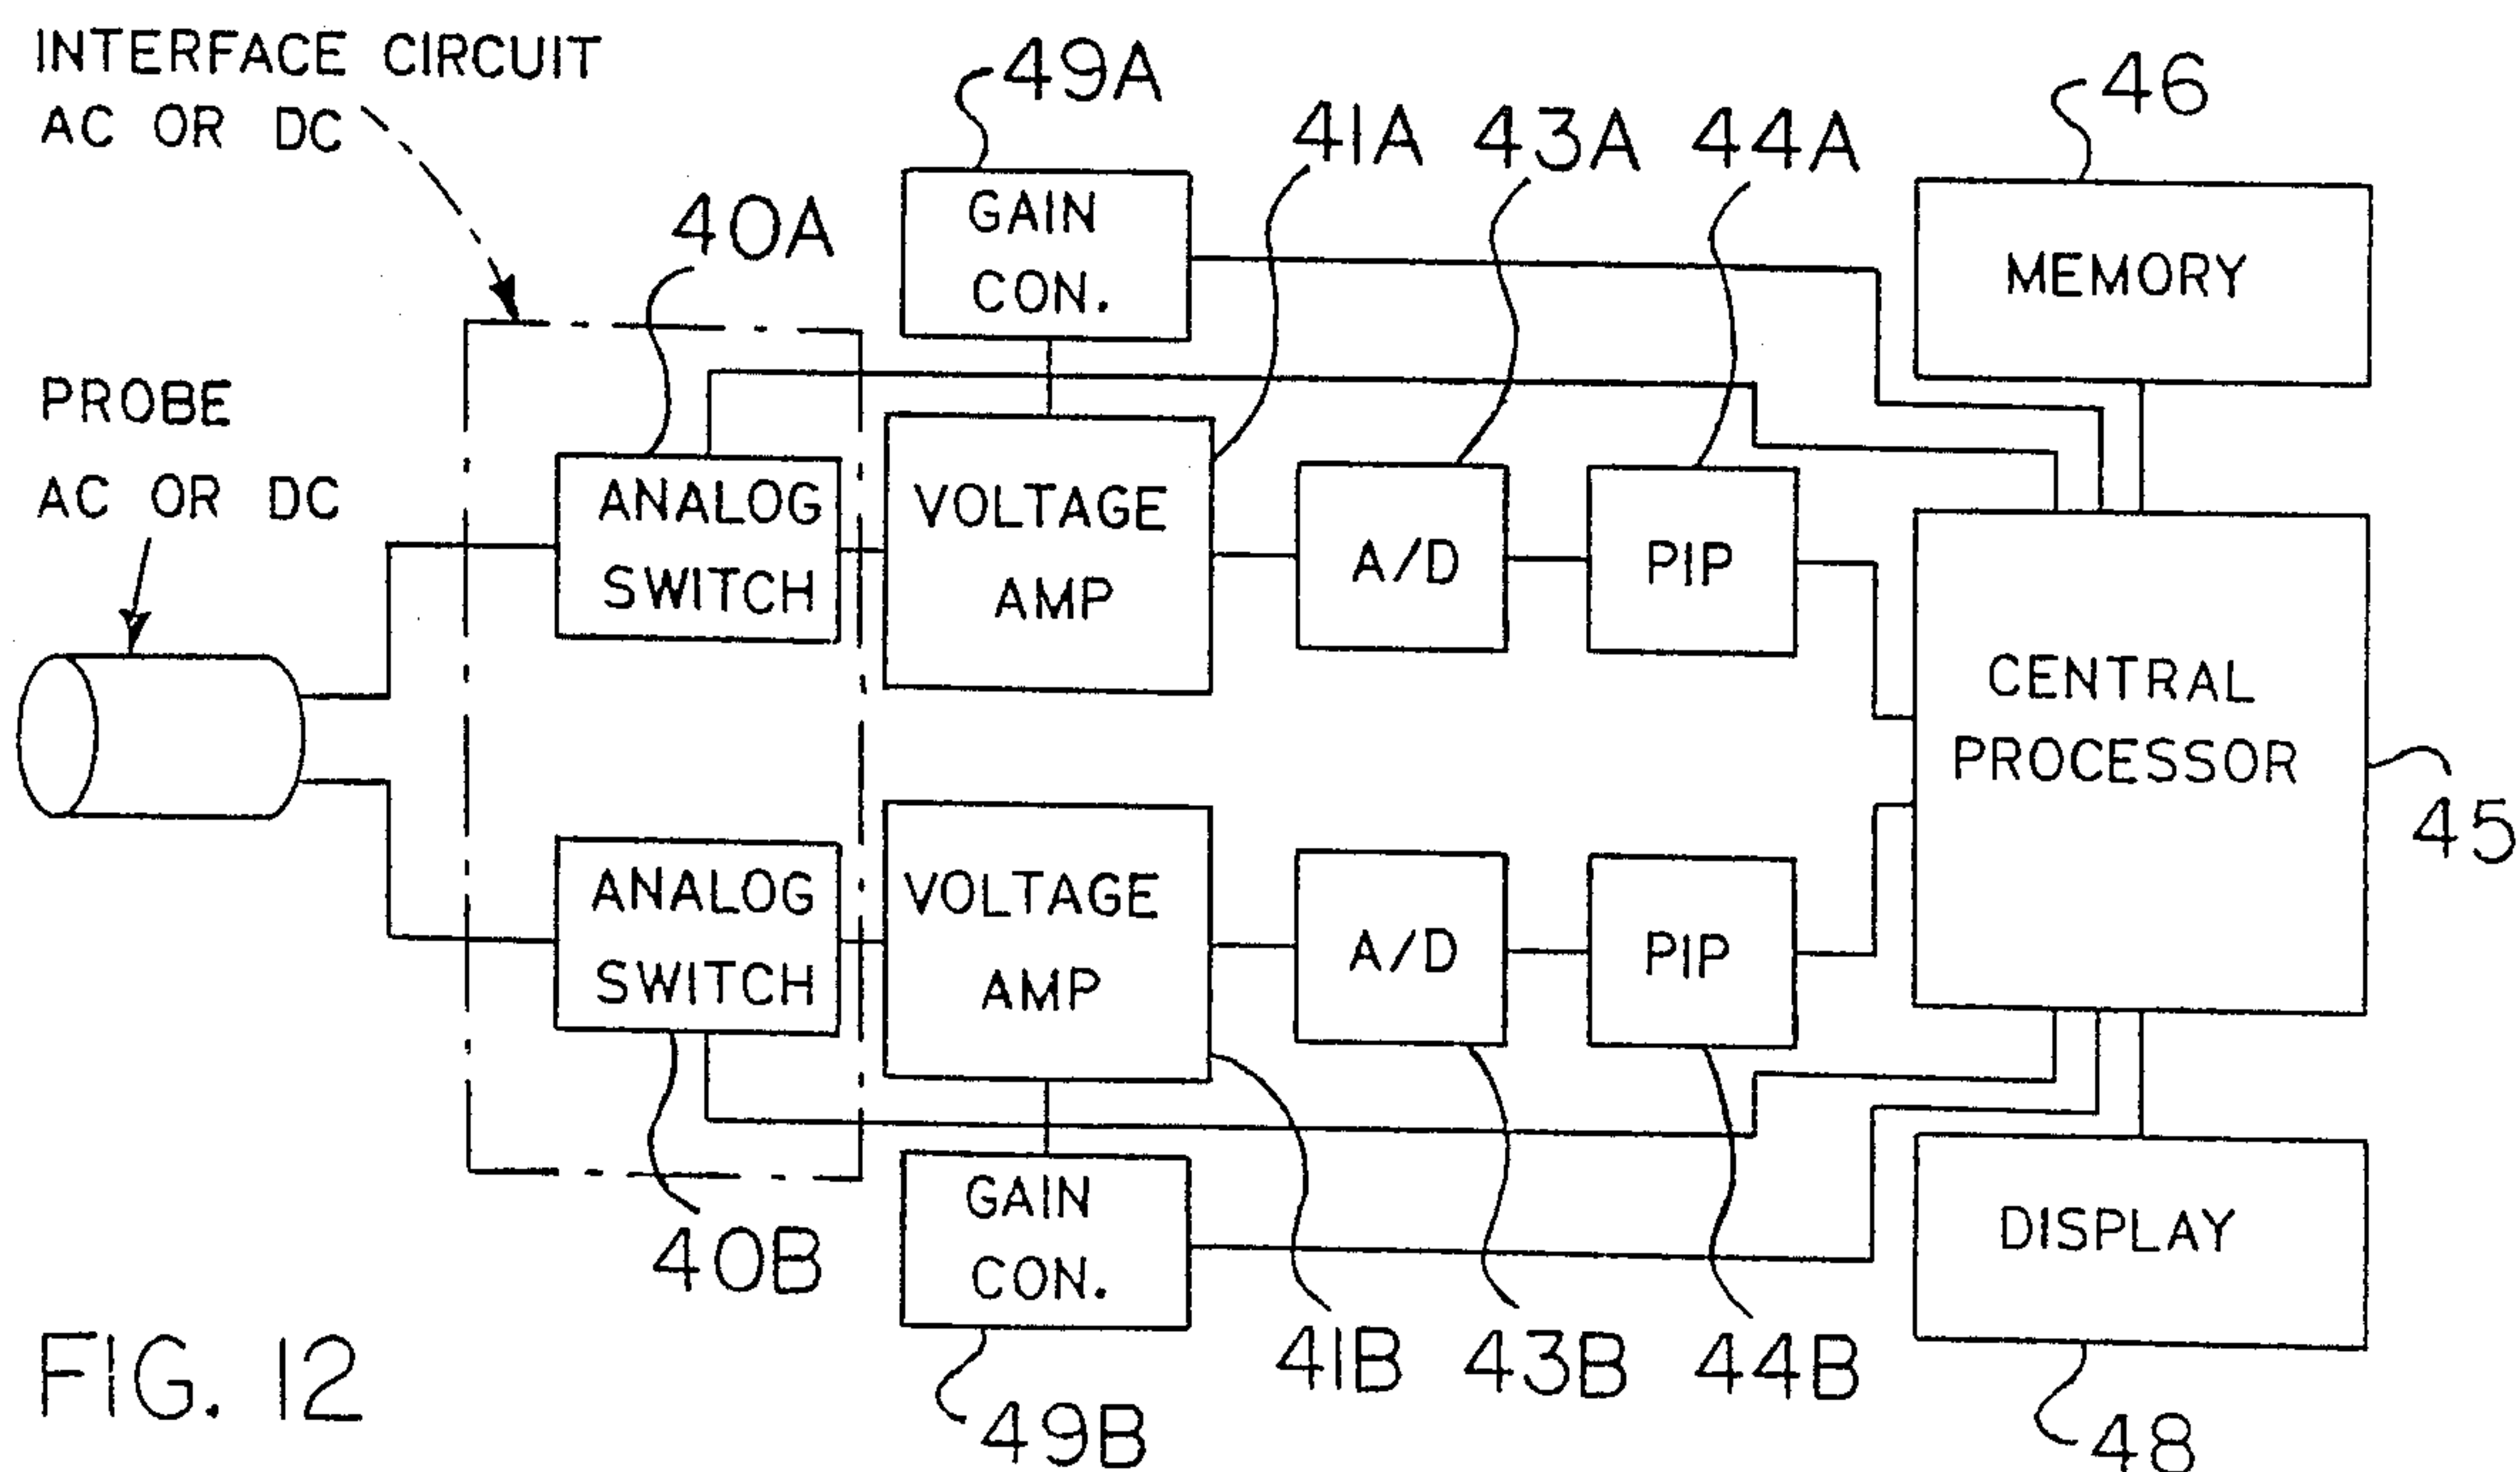 INTERFACE CIRCUIT
AC OR DC
49A
46
41A
43A
44A
40A
GAIN
CON.
MEMORY
PROBE
AC OR DC
ANALOG
SWITCH
VOLTAGE
AMP
A/D
PIP
CENTRAL
PROCESSOR
45
ANALOG
SWITCH
VOLTAGE
AMP
A/D
PIP
GAIN
CON.
DISPLAY
40B
41B
43B
44B
49B
48
FIG. 12